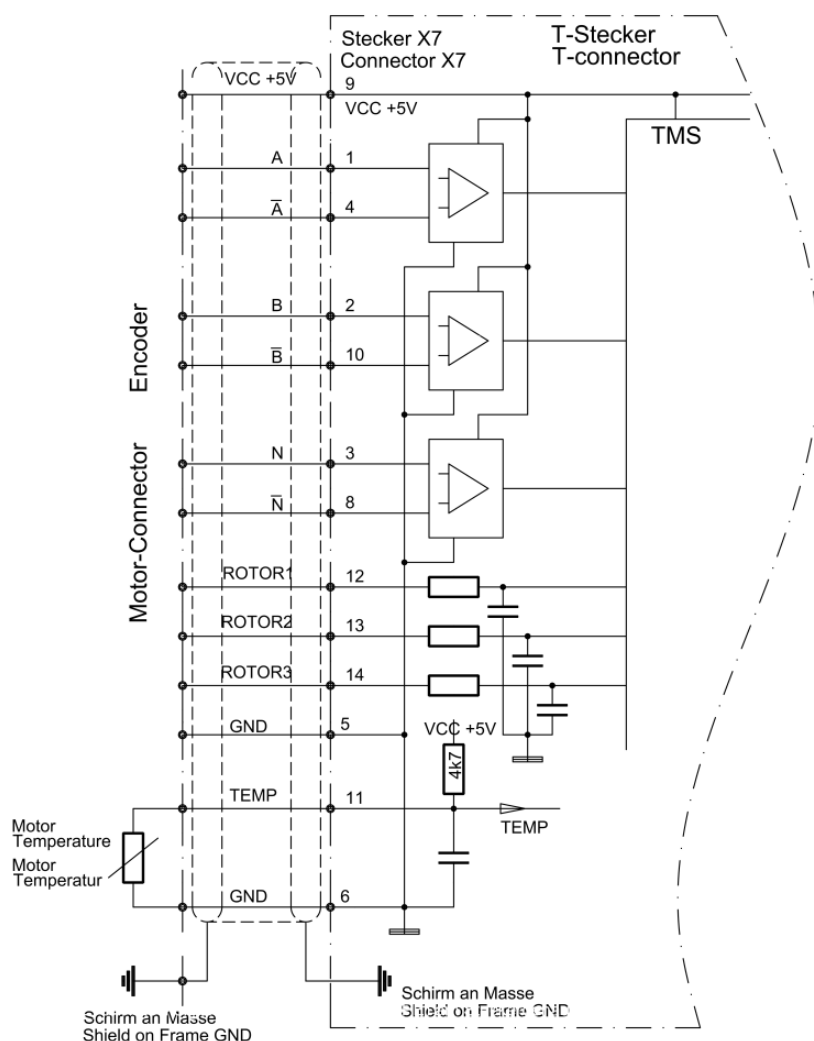 Stecker X7
Connector X7
T-Stecker
T-connector
VCC +5V
9
VCC +5V
TMS
A
1
A̅
4
B
2
B̅
10
N
3
N̅
8
Encoder
Motor-Connector
ROTOR1
12
ROTOR2
13
ROTOR3
14
GND
5
VCC +5V
4k7
TEMP
11
TEMP
Motor
Temperature
Motor
Temperatur
GND
6
Schirm an Masse
Shield on Frame GND
Schirm an Masse
Shield on Frame GND